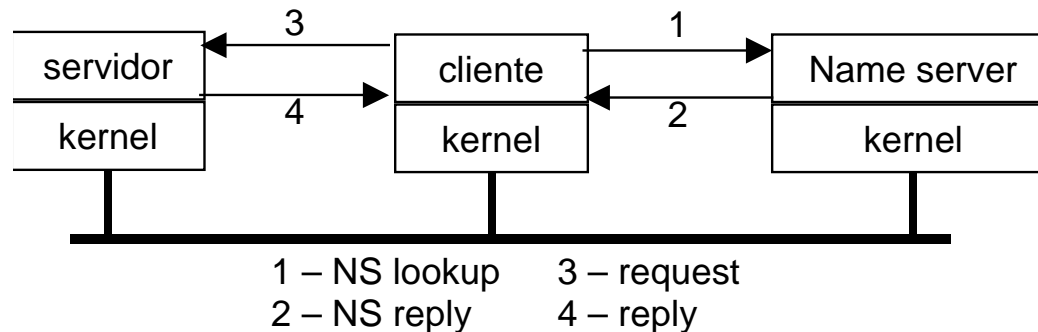 3
1
servidor
cliente
Name server
4
2
kernel
kernel
kernel
1 – NS lookup 3 – request
2 – NS reply 4 – reply